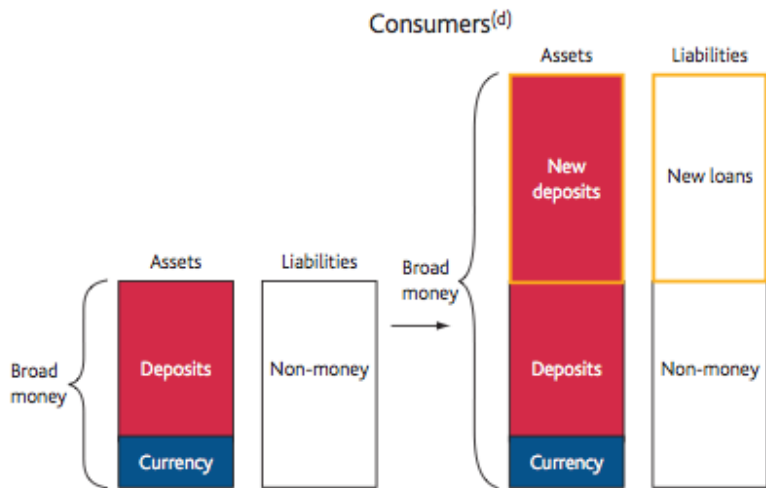 Consumers(d)
Assets
Liabilities
New
deposits
New loans
Assets
Liabilities
Broad
money
Broad
money
Deposits
Non-money
Deposits
Non-money
Currency
Currency